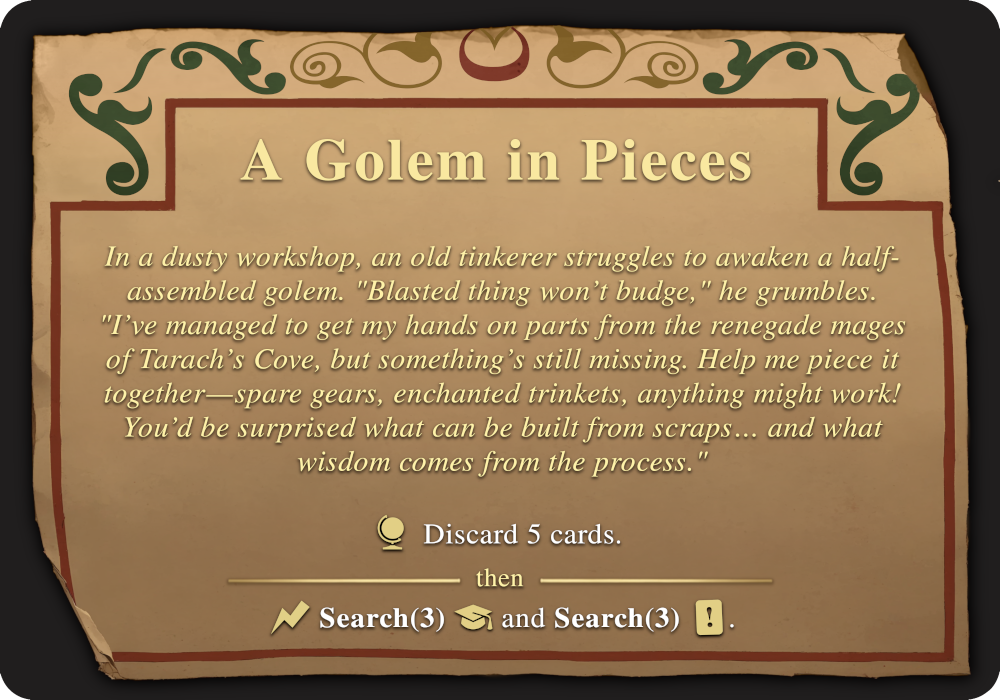 A Golem in Pieces
In a dusty workshop, an old tinkerer struggles to awaken a half-
assembled golem. "Blasted thing won’t budge," he grumbles.
"I’ve managed to get my hands on parts from the renegade mages
of Tarach’s Cove, but something’s still missing. Help me piece it
together—spare gears, enchanted trinkets, anything might work!
You’d be surprised what can be built from scraps… and what
wisdom comes from the process."
Discard 5 cards.
then
Search(3) and Search(3) .